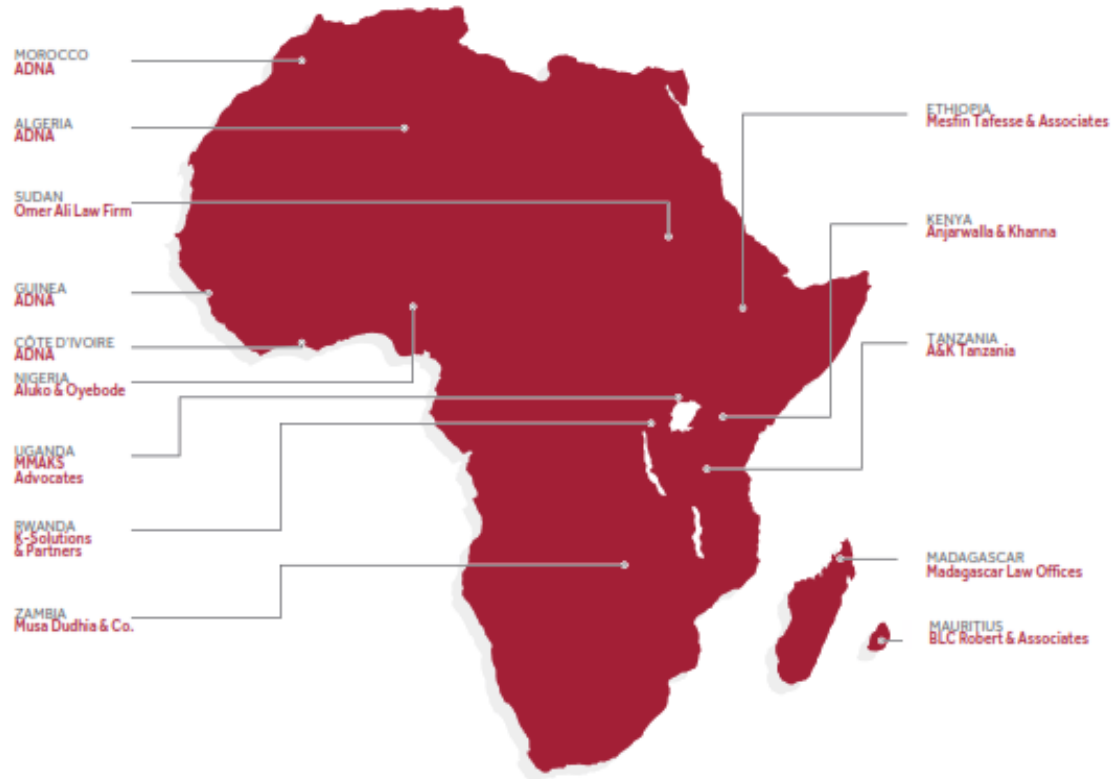 MOROCCO
ADNA
ALGERIA
ADNA
SUDAN
Omer Ali Law Firm
GUINEA
ADNA
CÔTE D'IVOIRE
ADNA
NIGERIA
Aluko & Oyebode
UGANDA
MMAKS
Advocates
RWANDA
K-Solutions
& Partners
ZAMBIA
Musa Dudhia & Co.
ETHIOPIA
Mesfin Tafesse & Associates
KENYA
Anjarwalla & Khanna
TANZANIA
A&K Tanzania
MADAGASCAR
Madagascar Law Offices
MAURITIUS
BLC Robert & Associates